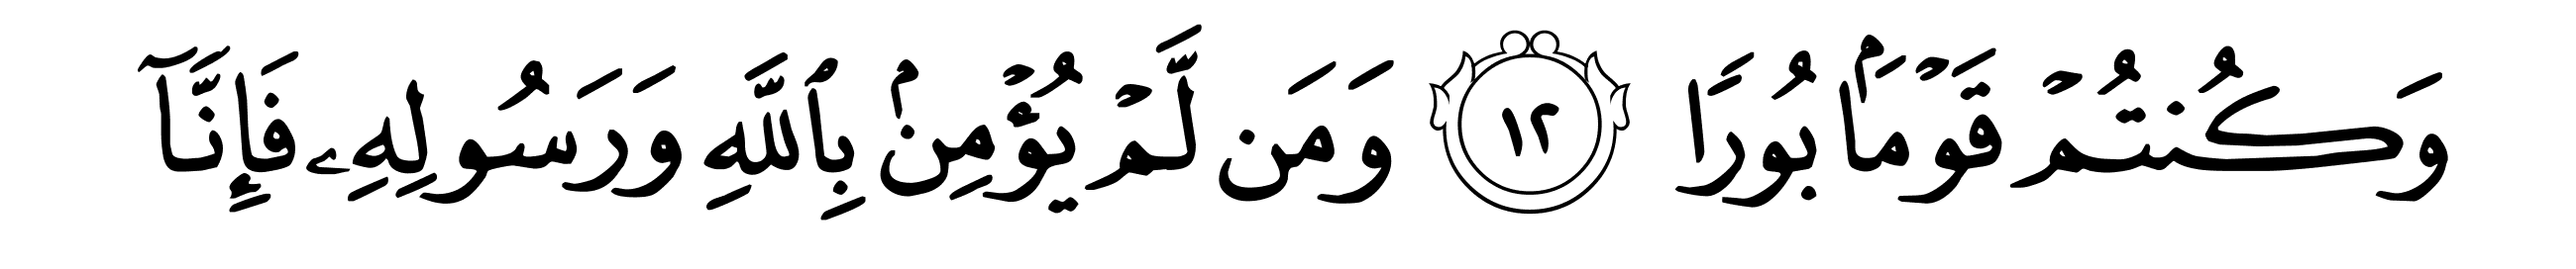 وَكُنتُمْ قَوْمَۢا بُورًا ١٢ وَمَن لَّمْ يُؤْمِنۢ بِٱللَّهِ وَرَسُولِهِۦ فَإِنَّآ